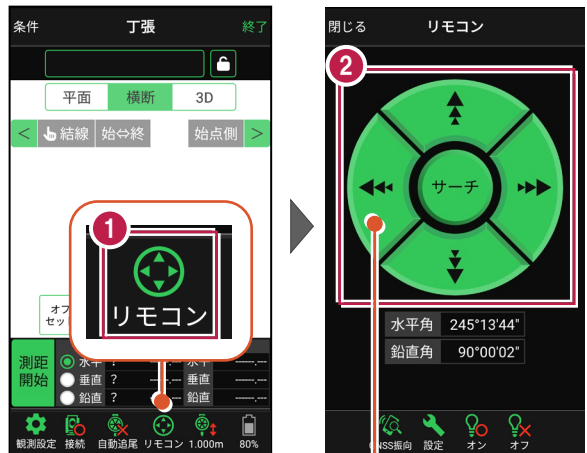 条件 丁張 終了
平面 横断 3D
< 結線 始⇔終 始点側 >
1
リモコン
オフ
セッ
測距
開始
水平 ? --.-- 水平 -----.---
垂直 ? ---.-- 垂直 -----.---
鉛直 ? ---.-- 鉛直 -----.---
観測設定 接続 自動追尾 リモコン 1.000m 80%
閉じる リモコン
2
サーチ
水平角 245°13'44"
鉛直角 90°00'02"
NSS振向 設定 オン オフ